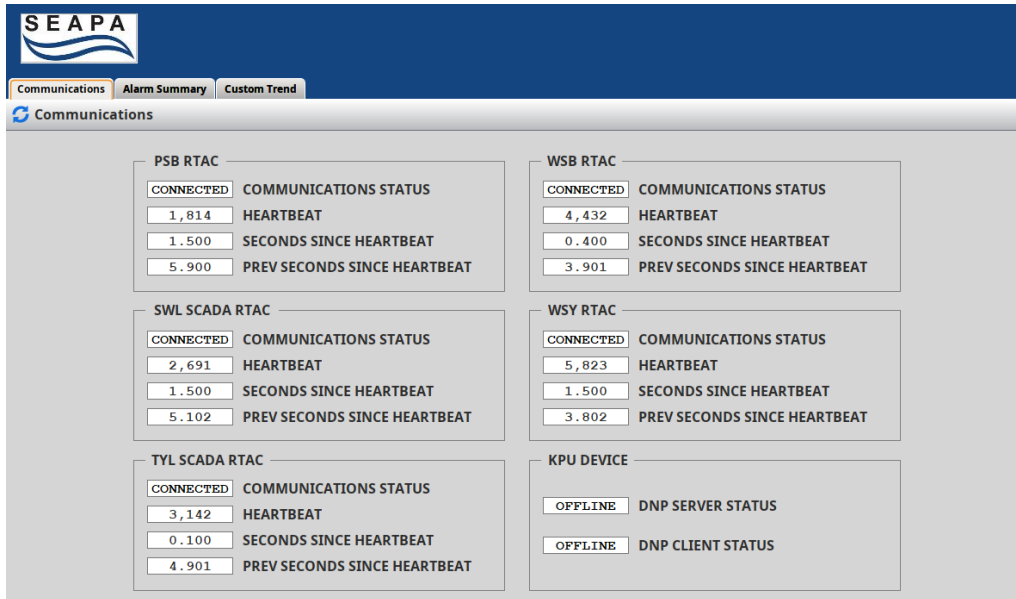 SEAPA
Communications Alarm Summary Custom Trend
Communications
PSB RTAC
CONNECTED COMMUNICATIONS STATUS
1,814 HEARTBEAT
1.500 SECONDS SINCE HEARTBEAT
5.900 PREV SECONDS SINCE HEARTBEAT
WSB RTAC
CONNECTED COMMUNICATIONS STATUS
4,432 HEARTBEAT
0.400 SECONDS SINCE HEARTBEAT
3.901 PREV SECONDS SINCE HEARTBEAT
SWL SCADA RTAC
CONNECTED COMMUNICATIONS STATUS
2,691 HEARTBEAT
1.500 SECONDS SINCE HEARTBEAT
5.102 PREV SECONDS SINCE HEARTBEAT
WSY RTAC
CONNECTED COMMUNICATIONS STATUS
5,823 HEARTBEAT
1.500 SECONDS SINCE HEARTBEAT
3.802 PREV SECONDS SINCE HEARTBEAT
TYL SCADA RTAC
CONNECTED COMMUNICATIONS STATUS
3,142 HEARTBEAT
0.100 SECONDS SINCE HEARTBEAT
4.901 PREV SECONDS SINCE HEARTBEAT
KPU DEVICE
OFFLINE DNP SERVER STATUS
OFFLINE DNP CLIENT STATUS